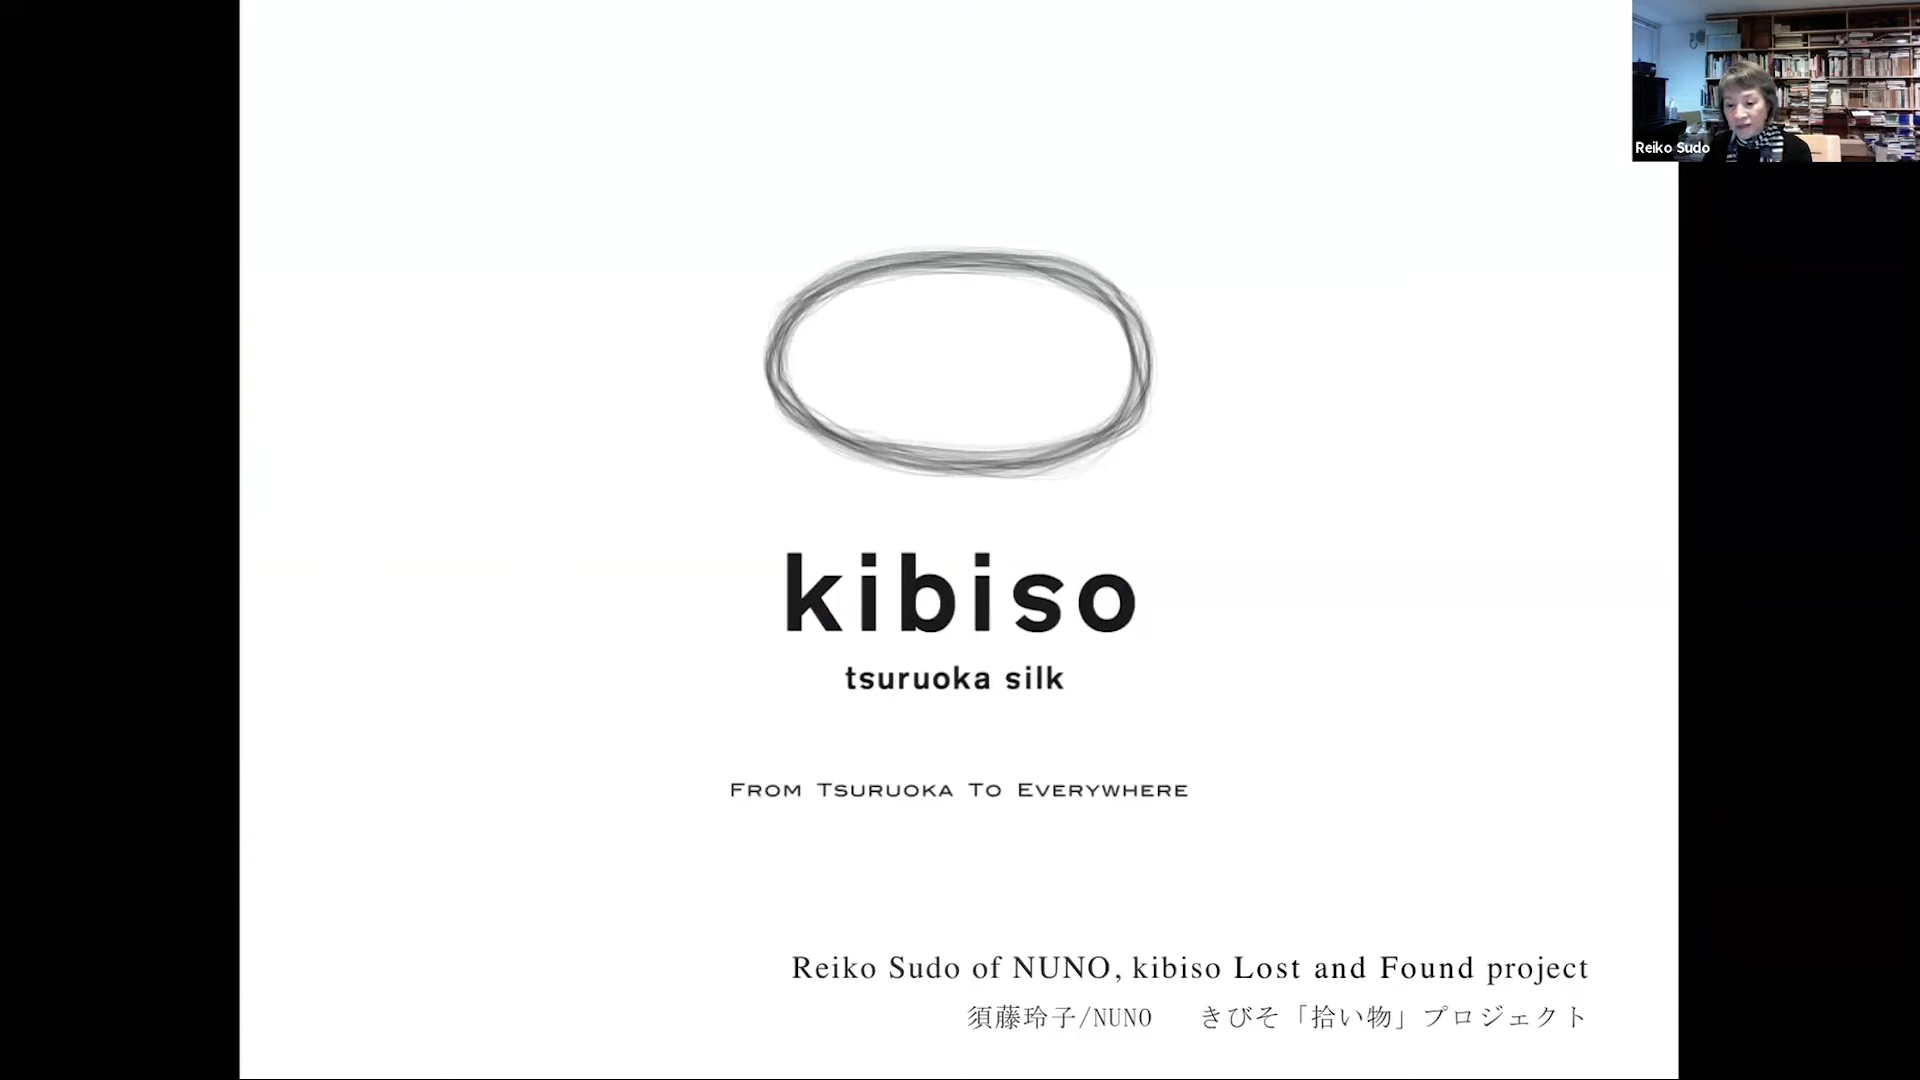 Reiko Sudo
kibiso
tsuruoka silk
From Tsuruoka To Everywhere
Reiko Sudo of NUNO, kibiso Lost and Found project
須藤玲子/NUNO きびそ「拾い物」プロジェクト